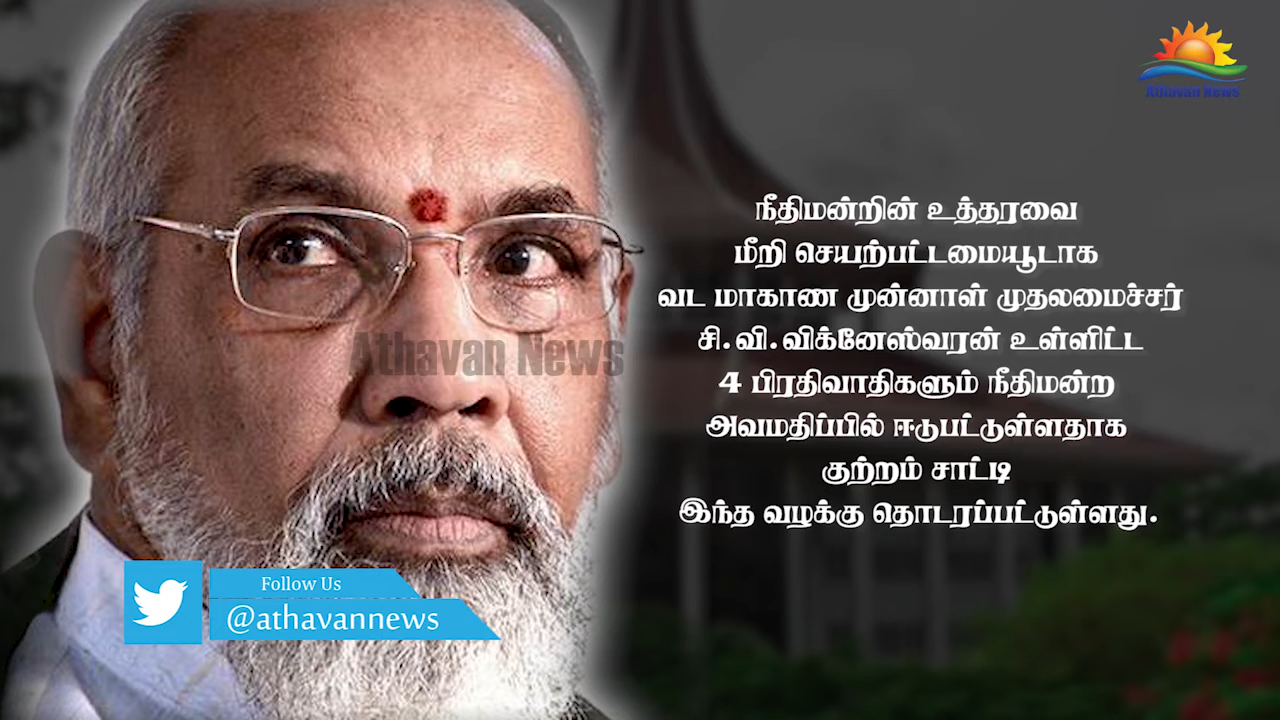 Athavan News
நீதிமன்றின் உத்தரவை
மீறி செயற்பட்டமையூடாக
வட மாகாண முன்னாள் முதலமைச்சர்
சி.வி.விக்னேஸ்வரன் உள்ளிட்ட
4 பிரதிவாதிகளும் நீதிமன்ற
அவமதிப்பில் ஈடுபட்டுள்ளதாக
குற்றம் சாட்டி
இந்த வழக்கு தொடரப்பட்டுள்ளது.
Athavan News
Follow Us
@athavannews